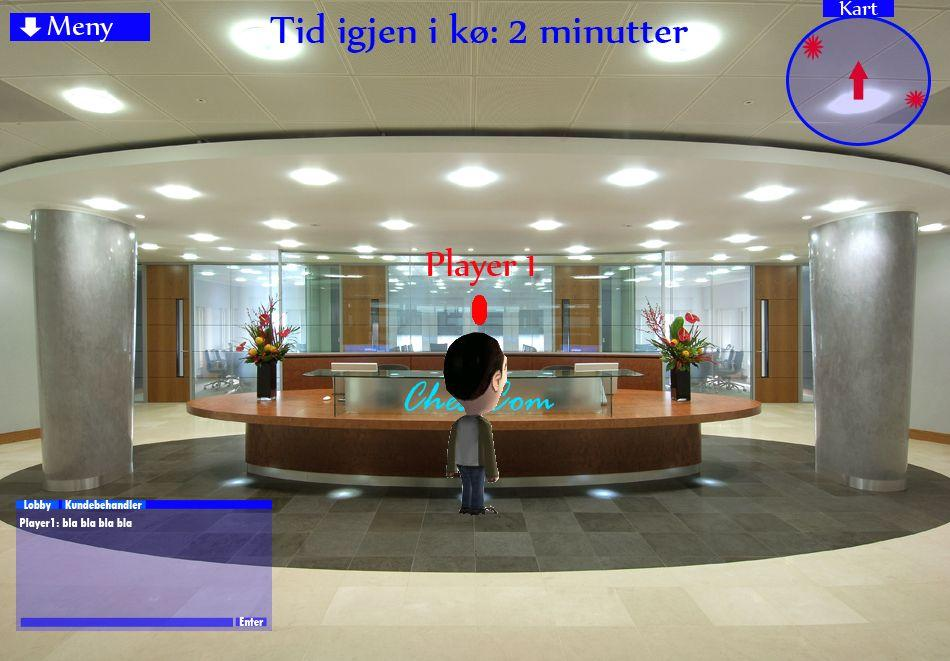 Meny
Tid igjen i kø: 2 minutter
Kart
Player 1
Lobby
Kundebehandler
Player1: bla bla bla bla
Enter